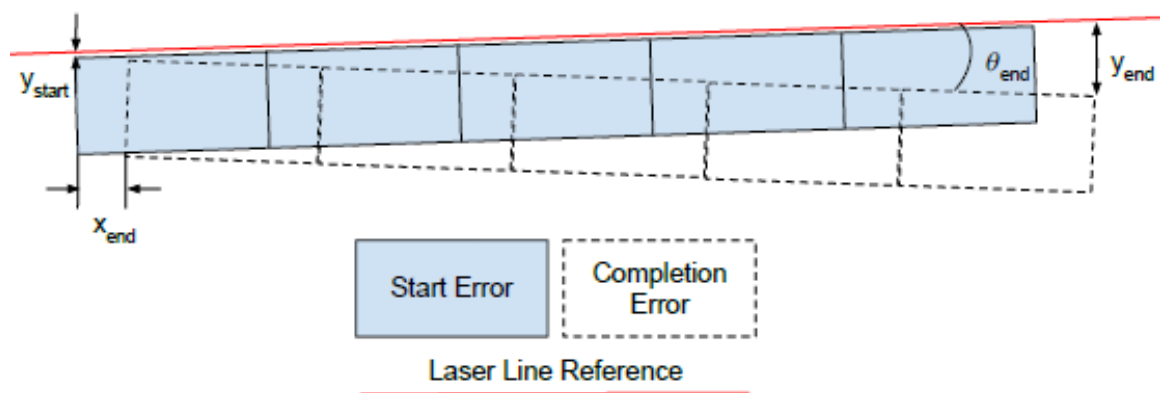 y_start
θ_end
y_end
x_end
Start Error
Completion
Error
Laser Line Reference